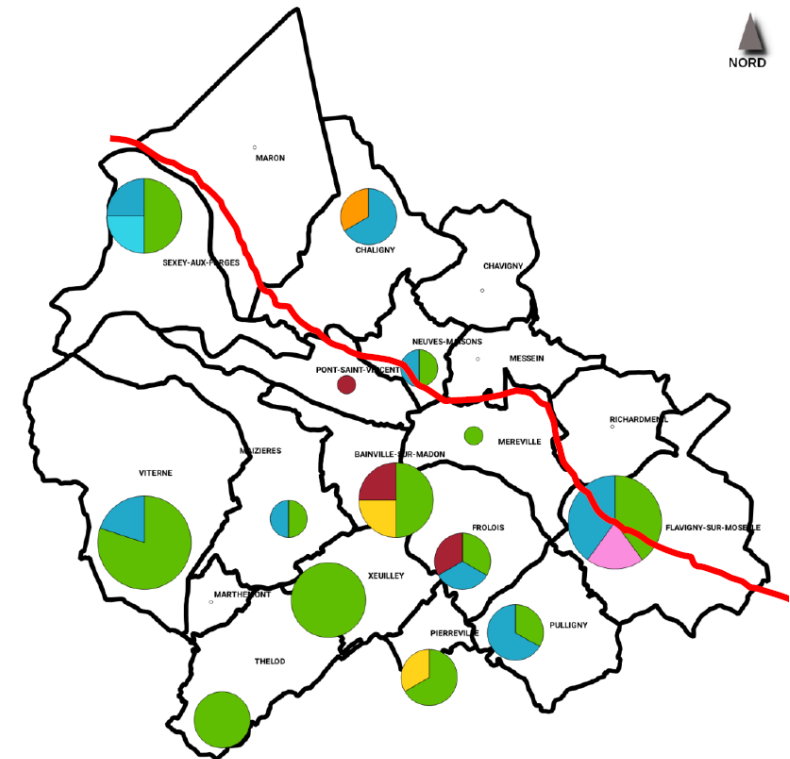 NORD
MARON
CHALIGNY
SEXEY-AUX-FORGES
CHAVIGNY
NEUVES-MAISONS
MESSEIN
PONT-SAINT-VINCENT
RICHARDMENIL
MEREVILLE
BAINVILLE-SUR-MADON
MAIZIERES
VITERNE
FLAVIGNY-SUR-MOSELLE
FROLOIS
XEUILLEY
MARTHEMONT
PIERREVILLE
PULLIGNY
THELOD